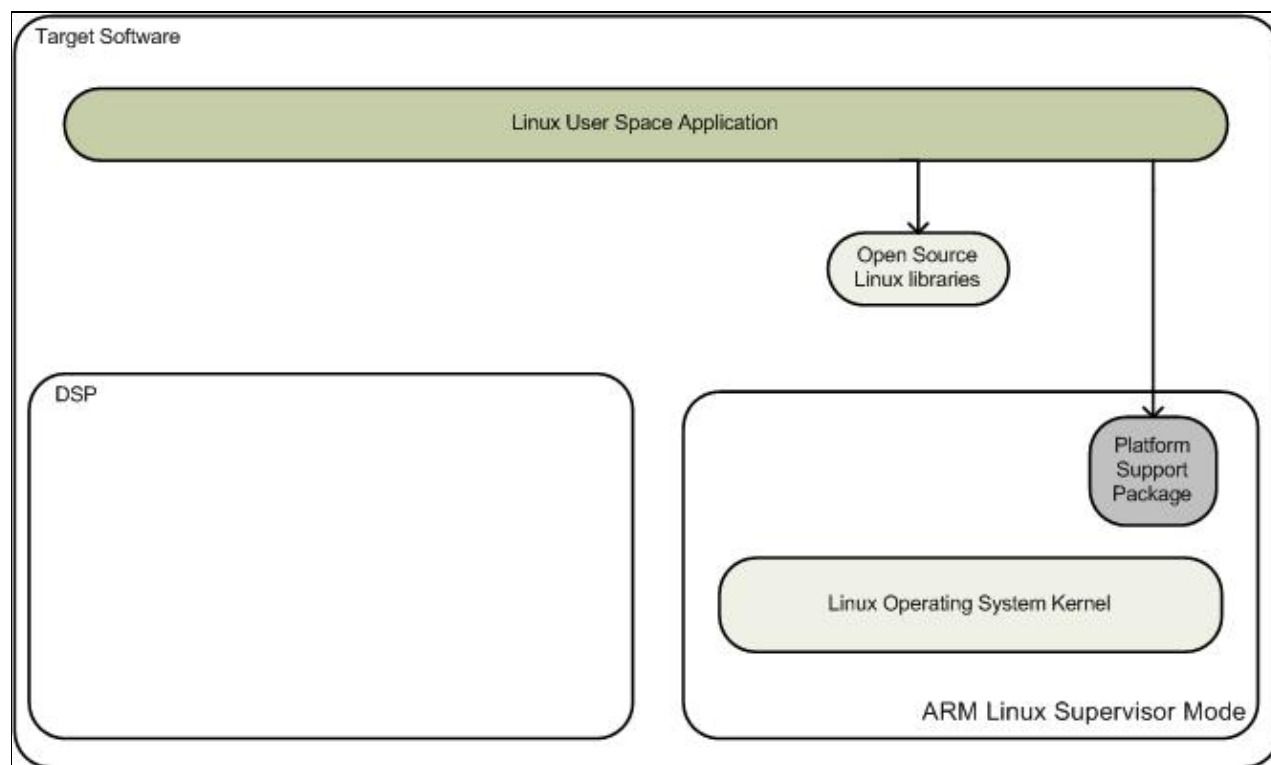 Target Software
Linux User Space Application
Open Source
Linux libraries
DSP
Platform
Support
Package
Linux Operating System Kernel
ARM Linux Supervisor Mode